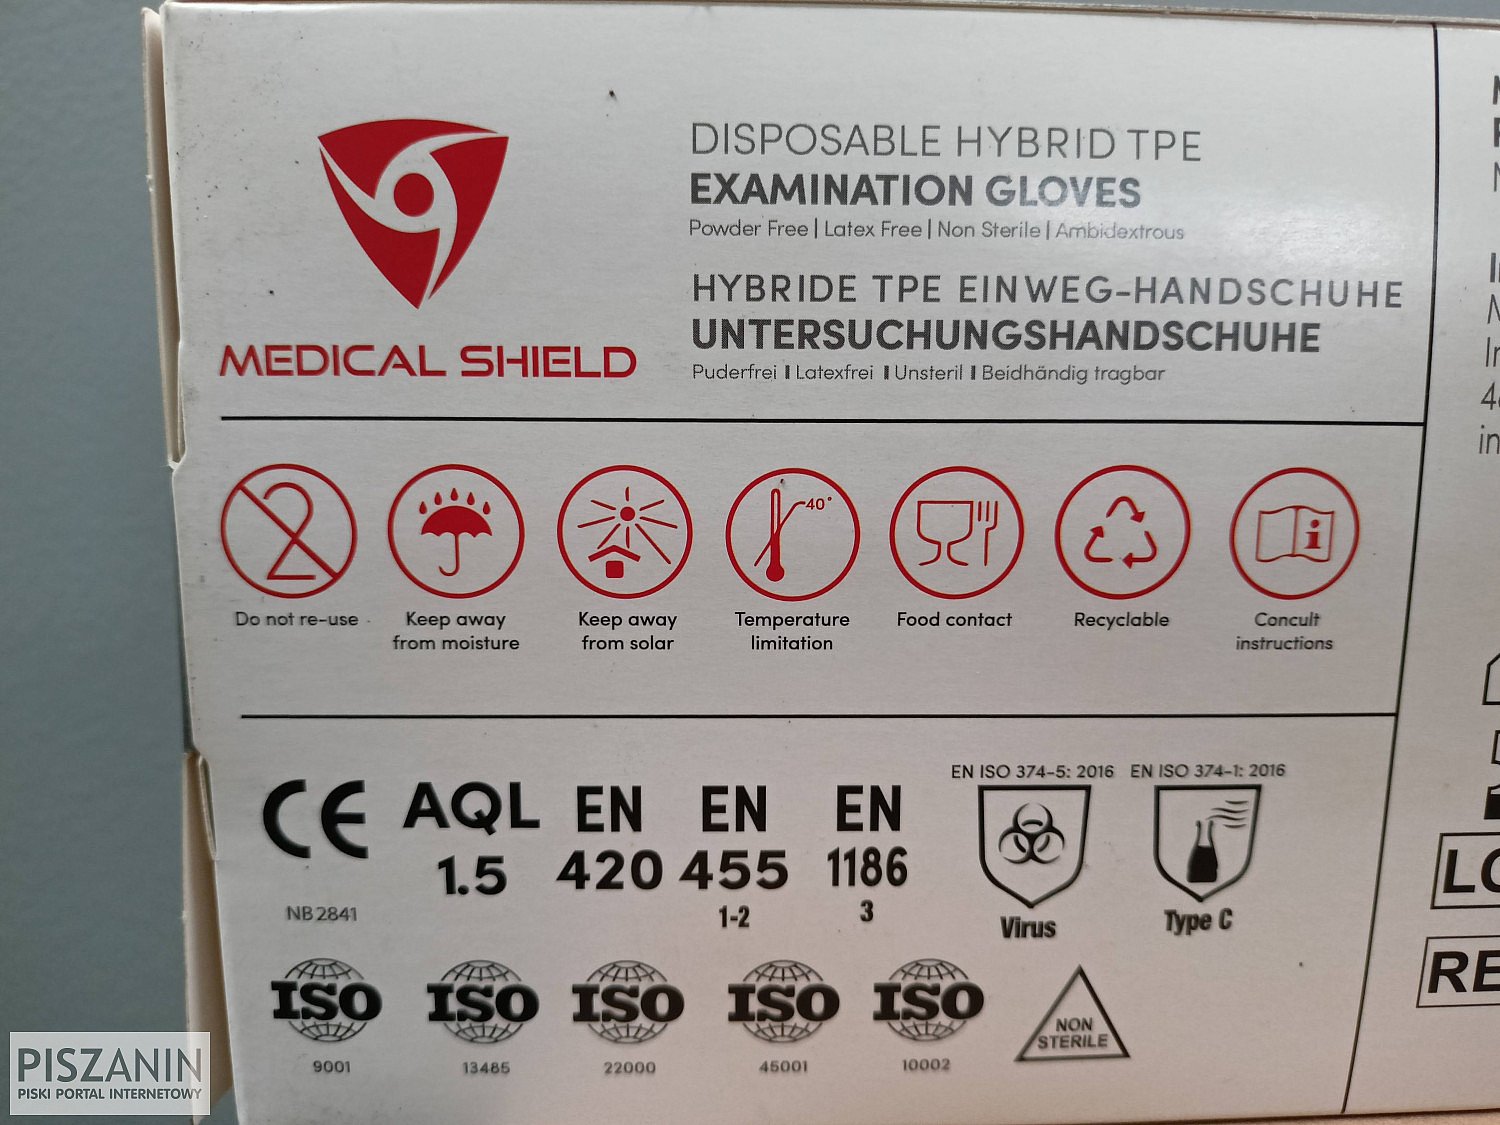 MEDICAL SHIELD
DISPOSABLE HYBRID TPE
EXAMINATION GLOVES
Powder Free | Latex Free | Non Sterile | Ambidextrous
HYBRIDE TPE EINWEG-HANDSCHUHE
UNTERSUCHUNGSHANDSCHUHE
Puderfrei | Latexfrei | Unsteril | Beidhändig tragbar
2
40°
i
Do not re-use
Keep away
from moisture
Keep away
from solar
Temperature
limitation
Food contact
Recyclable
Concult
instructions
CE
NB 2841
AQL
1.5
EN
420
EN
455
1-2
EN
1186
3
EN ISO 374-5: 2016
Virus
EN ISO 374-1: 2016
Type C
ISO
9001
ISO
13485
ISO
22000
ISO
45001
ISO
10002
NON
STERILE
PISZANIN
PISKI PORTAL INTERNETOWY